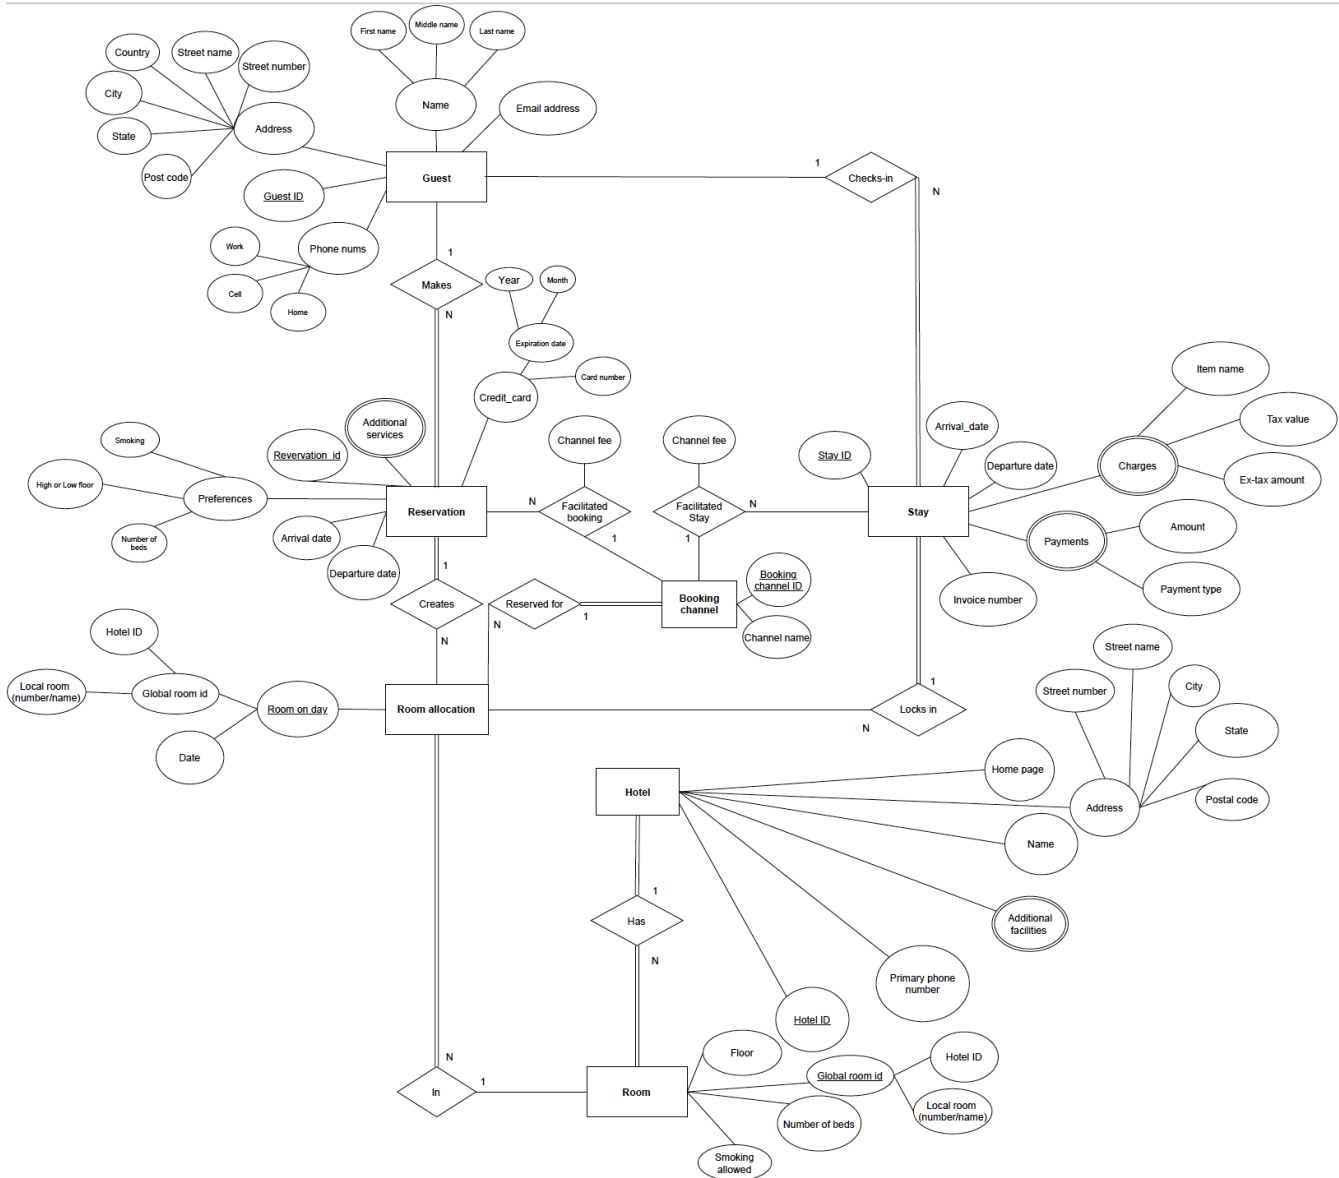 First name
Middle name
Last name
Country
Street name
Street number
City
Name
Email address
State
Address
Post code
Guest
1
Checks-in
N
Guest ID
Work
Phone nums
1
Cell
Makes
Year
Month
Home
N
Expiration date
Item name
Credit_card
Card number
Additional
services
Tax value
Smoking
Channel fee
Channel fee
Arrival_date
Revervation_id
Stay ID
Departure date
Charges
High or Low floor
Preferences
Ex-tax amount
N
Facilitated
booking
Facilitated
Stay
N
Reservation
Stay
Number of
beds
Arrival date
1
1
Payments
Amount
Departure date
1
Creates
Reserved for
Booking
channel ID
Booking
channel
Payment type
Invoice number
N
N
1
Channel name
Hotel ID
Street name
Local room
(number/name)
Global room id
Room on day
Room allocation
1
Locks in
N
Street number
City
State
Date
Home page
Hotel
Address
Postal code
Name
1
Has
Additional
facilities
N
Primary phone
number
Hotel ID
N
Floor
Global room id
Hotel ID
In
1
Room
Number of beds
Local room
(number/name)
Smoking
allowed